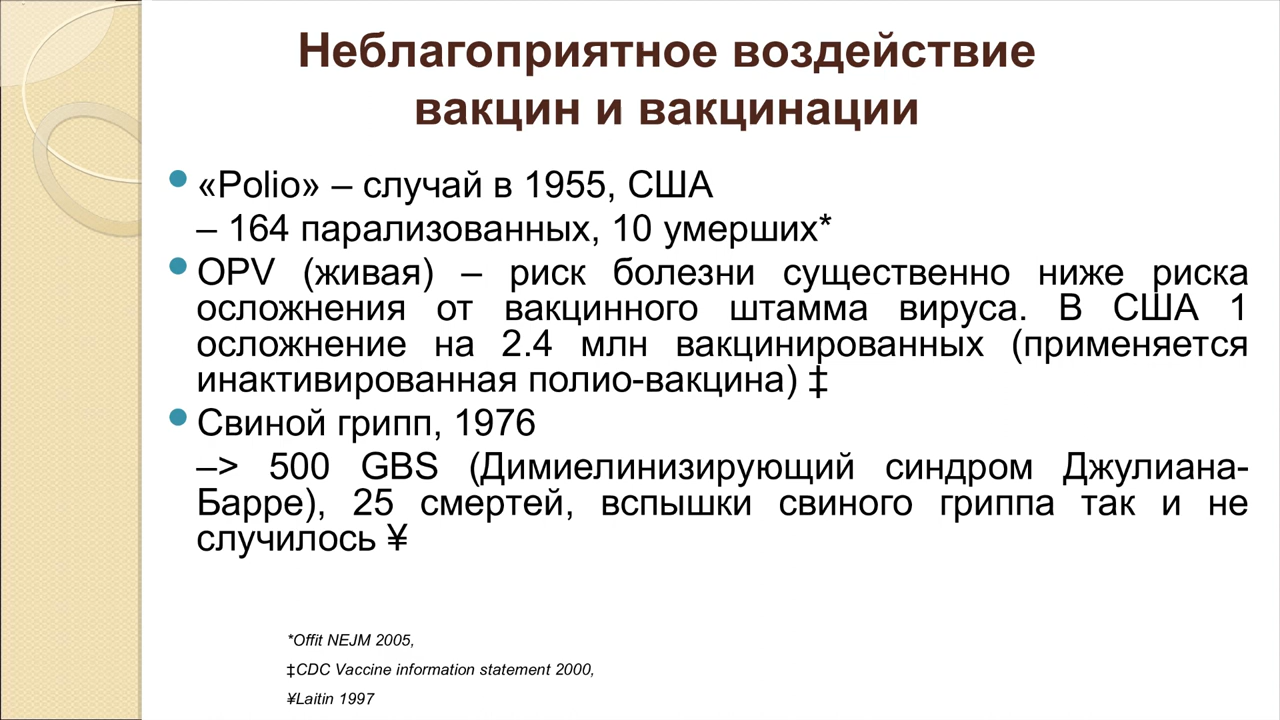 Неблагоприятное воздействие
вакцин и вакцинации
«Polio» – случай в 1955, США
– 164 парализованных, 10 умерших*
OPV (живая) – риск болезни существенно ниже риска
осложнения от вакцинного штамма вируса. В США 1
осложнение на 2.4 млн вакцинированных (применяется
инактивированная полио-вакцина) ‡
Свиной грипп, 1976
–> 500 GBS (Димиелинизирующий синдром Джулиана-
Барре), 25 смертей, вспышки свиного гриппа так и не
случилось ¥
*Offit NEJM 2005,
‡CDC Vaccine information statement 2000,
¥Laitin 1997